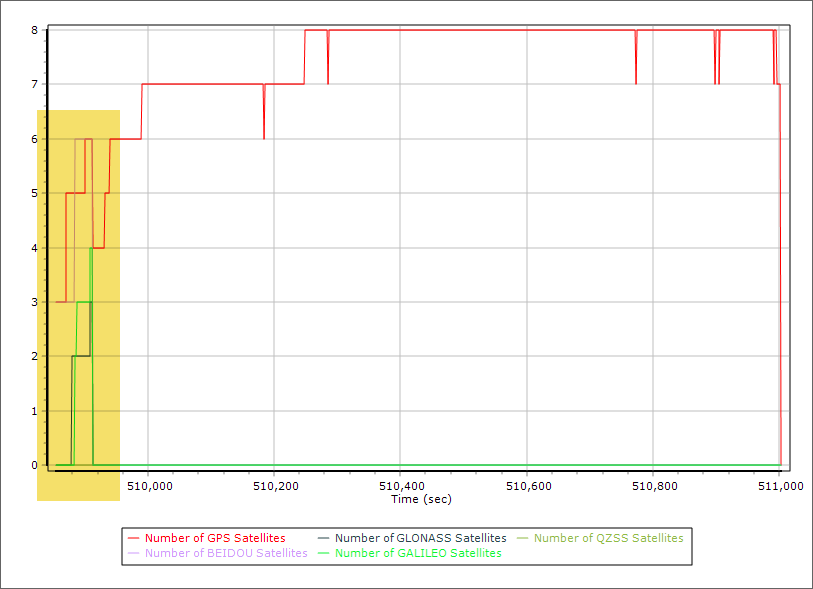 8
7
6
5
4
3
2
1
0
510,000 510,200 510,400 510,600 510,800 511,000
Time (sec)
Number of GPS Satellites Number of GLONASS Satellites Number of QZSS Satellites
Number of BEIDOU Satellites Number of GALILEO Satellites